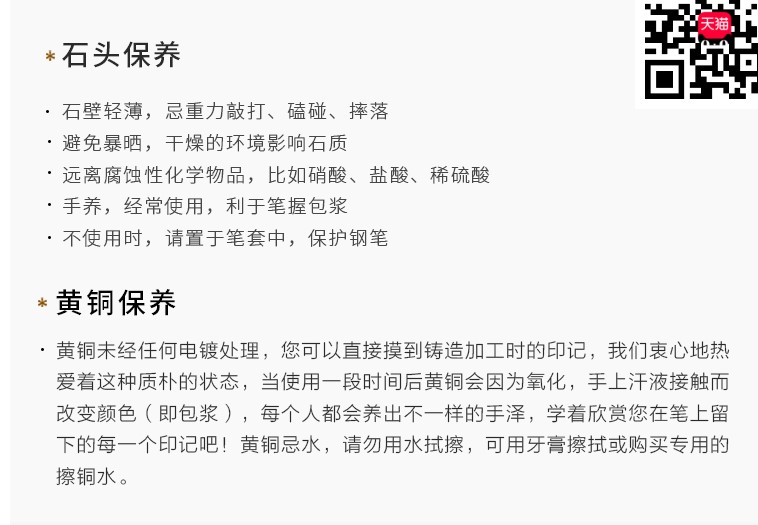 天猫
*石头保养
· 石壁轻薄，忌重力敲打、磕碰、摔落
· 避免暴晒，干燥的环境影响石质
· 远离腐蚀性化学物品，比如硝酸、盐酸、稀硫酸
· 手养，经常使用，利于笔握包浆
· 不使用时，请置于笔套中，保护钢笔
*黄铜保养
· 黄铜未经任何电镀处理，您可以直接摸到铸造加工时的印记，我们衷心地热
爱着这种质朴的状态，当使用一段时间后黄铜会因为氧化，手上汗液接触而
改变颜色（即包浆），每个人都会养出不一样的手泽，学着欣赏您在笔上留
下的每一个印记吧！黄铜忌水，请勿用水拭擦，可用牙膏擦拭或购买专用的
擦铜水。